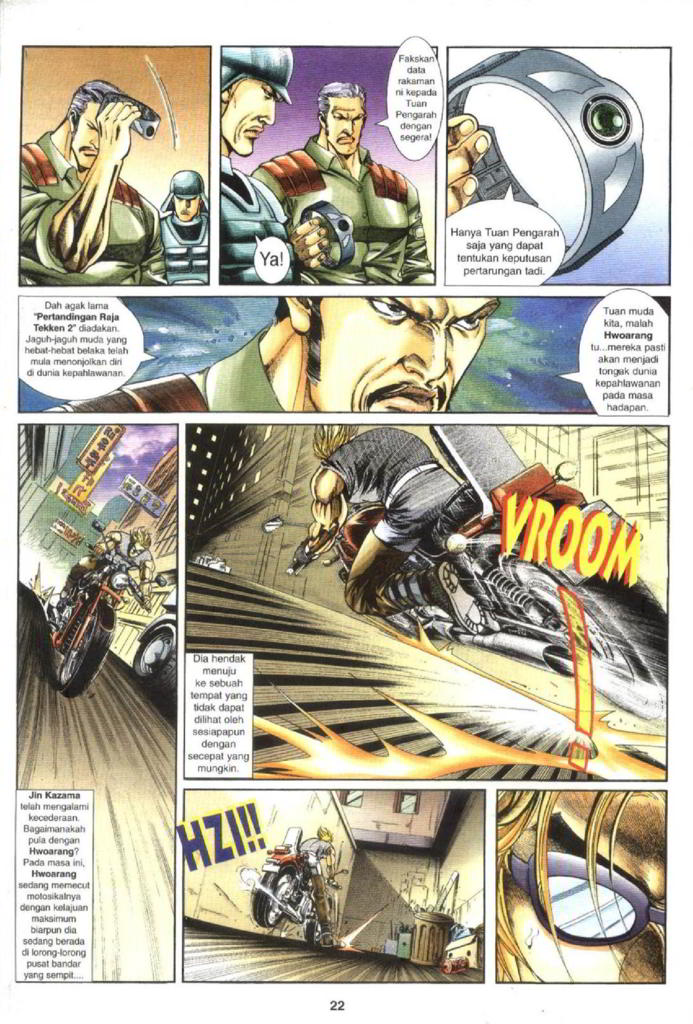 Fakskan
data
rakaman
ni kepada
Tuan
Pengarah
dengan
segera!
Ya!
Hanya Tuan Pengarah
saja yang dapat
tentukan keputusan
pertarungan tadi.
Dah agak lama
"Pertandingan Raja
Tekken 2" diadakan.
Jaguh-jaguh muda yang
hebat-hebat belaka telah
mula menonjolkan diri
di dunia kepahlawanan.
Tuan muda
kita, malah
Hwoarang
tu...mereka pasti
akan menjadi
tongak dunia
kepahlawanan
pada masa
hadapan.
VROOM
Dia hendak
menuju
ke sebuah
tempat yang
tidak dapat
dilihat oleh
sesiapapun
dengan
secepat yang
mungkin.
Jin Kazama
telah mengalami
kecederaan.
Bagaimanakah
pula dengan
Hwoarang?
Pada masa ini,
Hwoarang
sedang memecut
motosikalnya
dengan kelajuan
maksimum
biarpun dia
sedang berada
di lorong-lorong
pusat bandar
yang sempit....
HZI!!
22